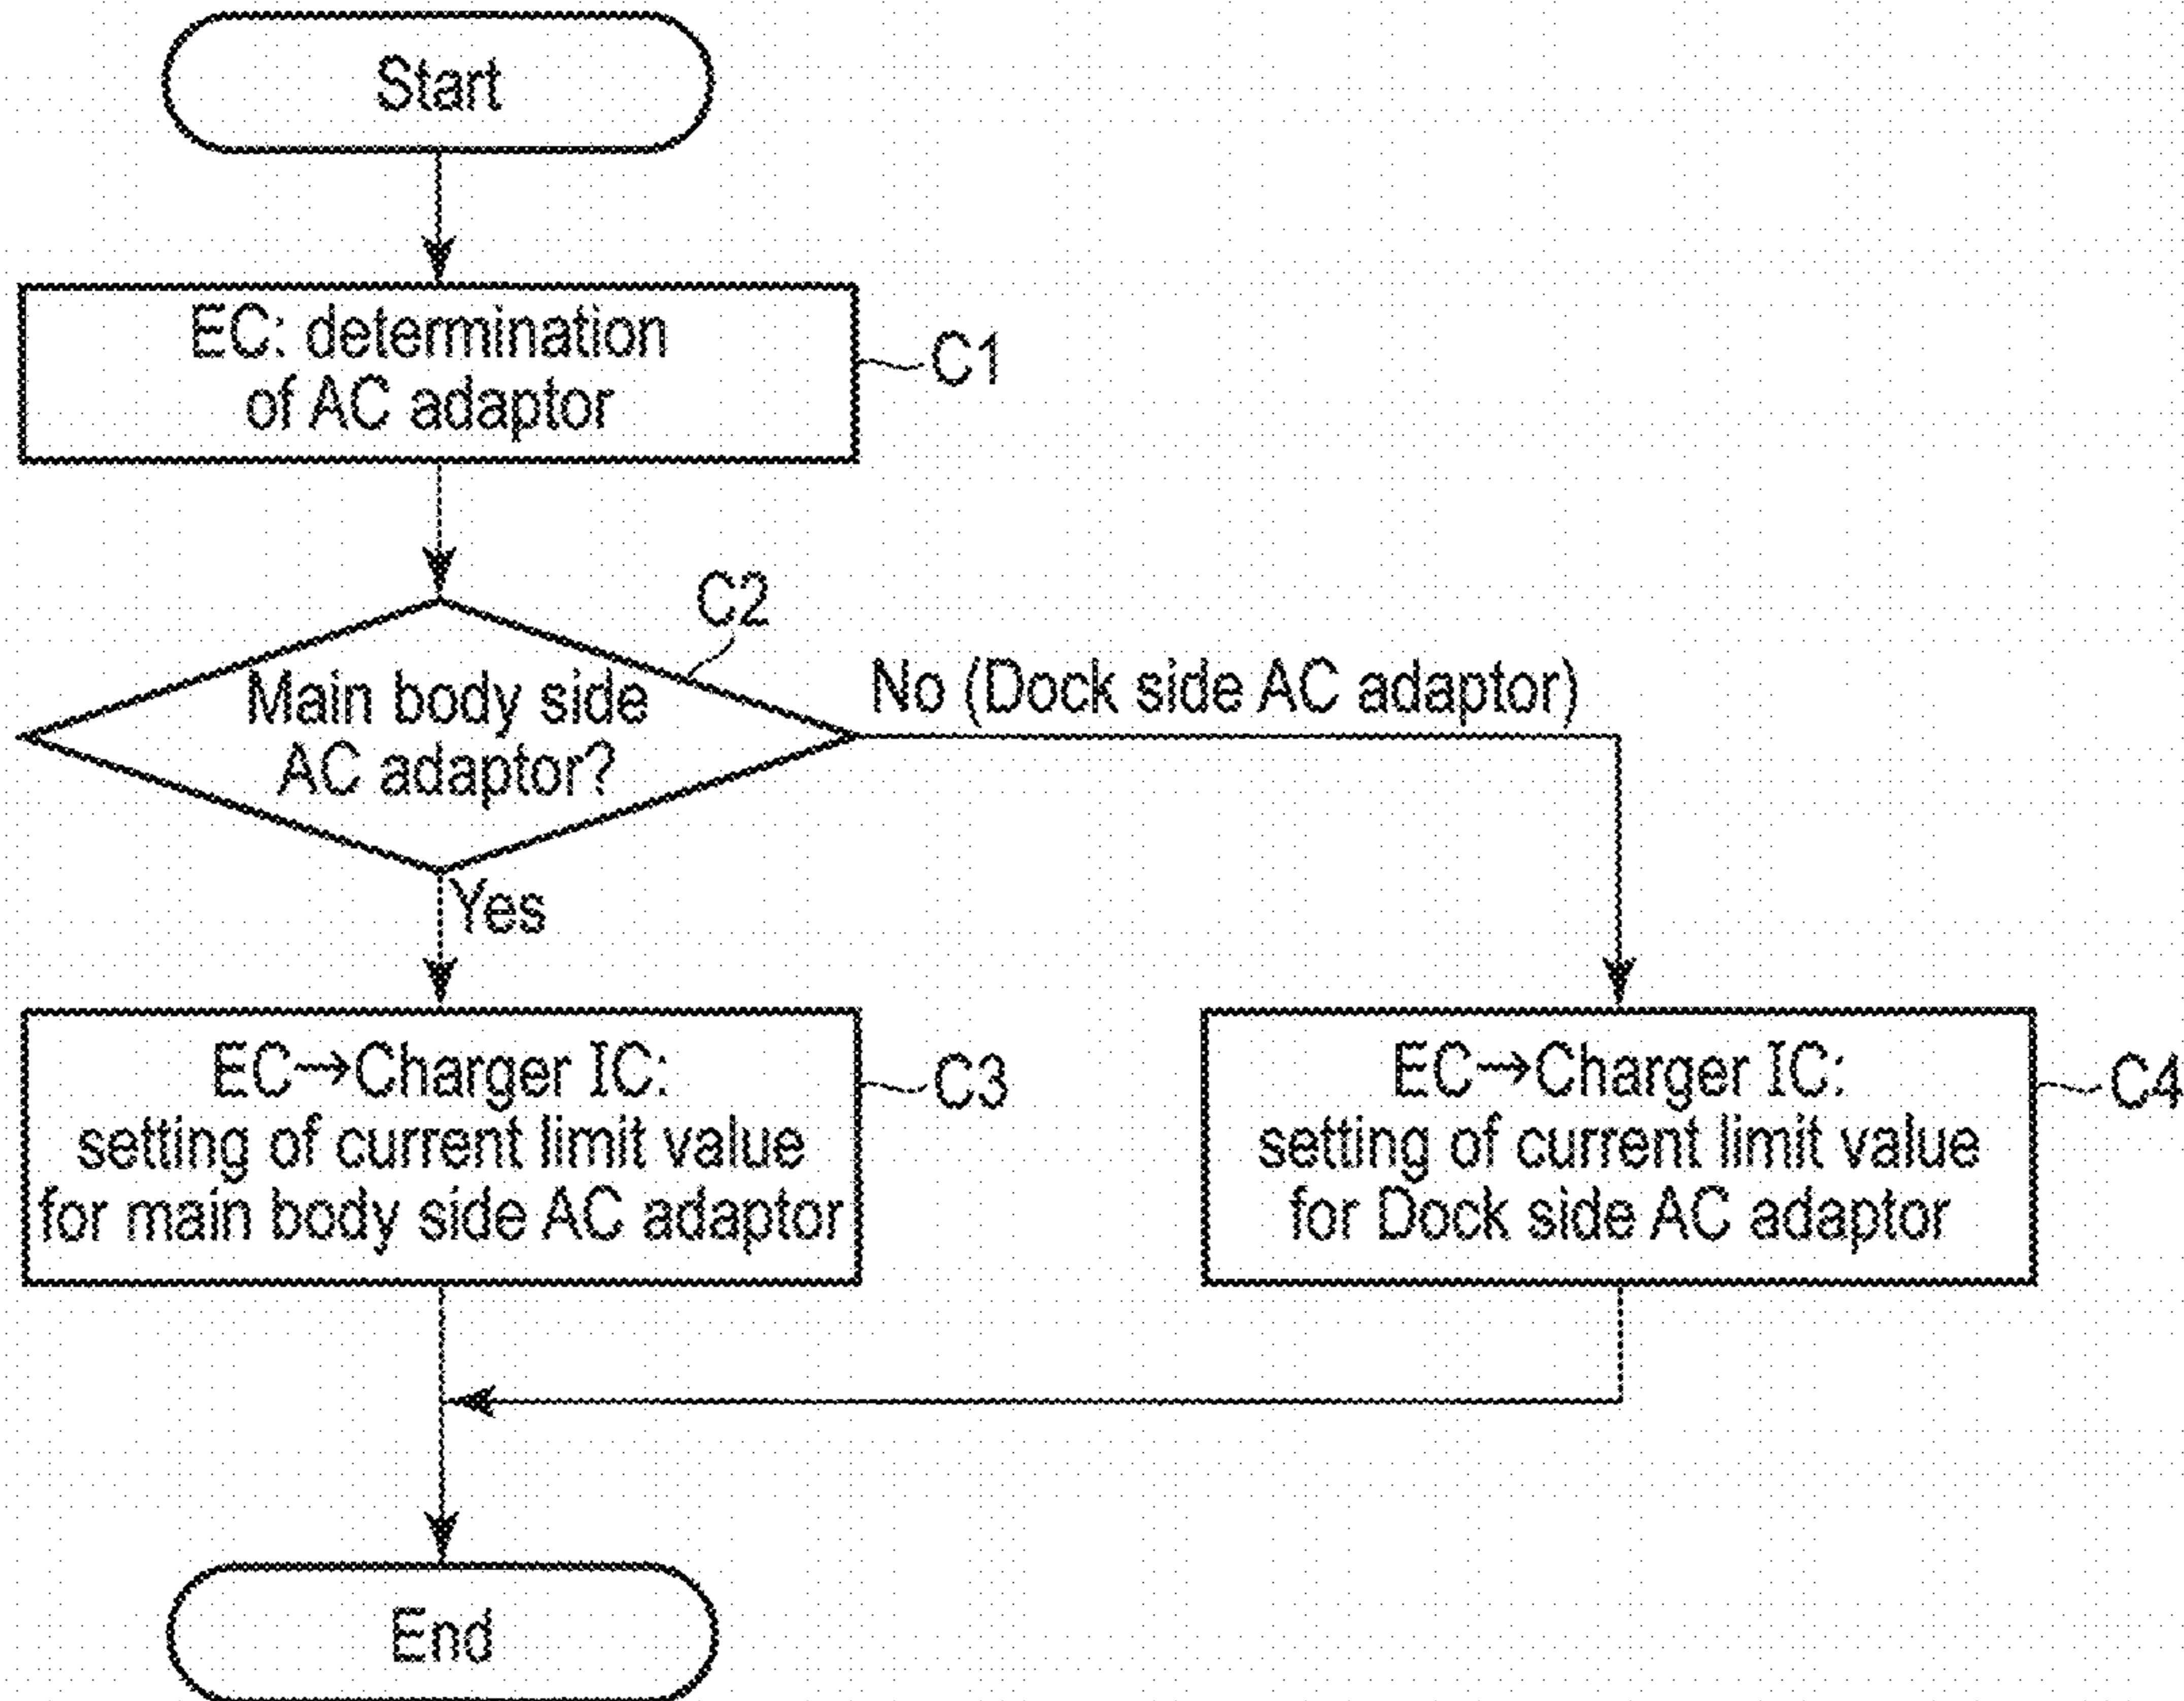 Start
EC: determination
of AC adaptor
C1
C2
Main body side
AC adaptor?
No (Dock side AC adaptor)
Yes
EC→Charger IC:
setting of current limit value
for main body side AC adaptor
C3
EC→Charger IC:
setting of current limit value
for Dock side AC adaptor
C4
End